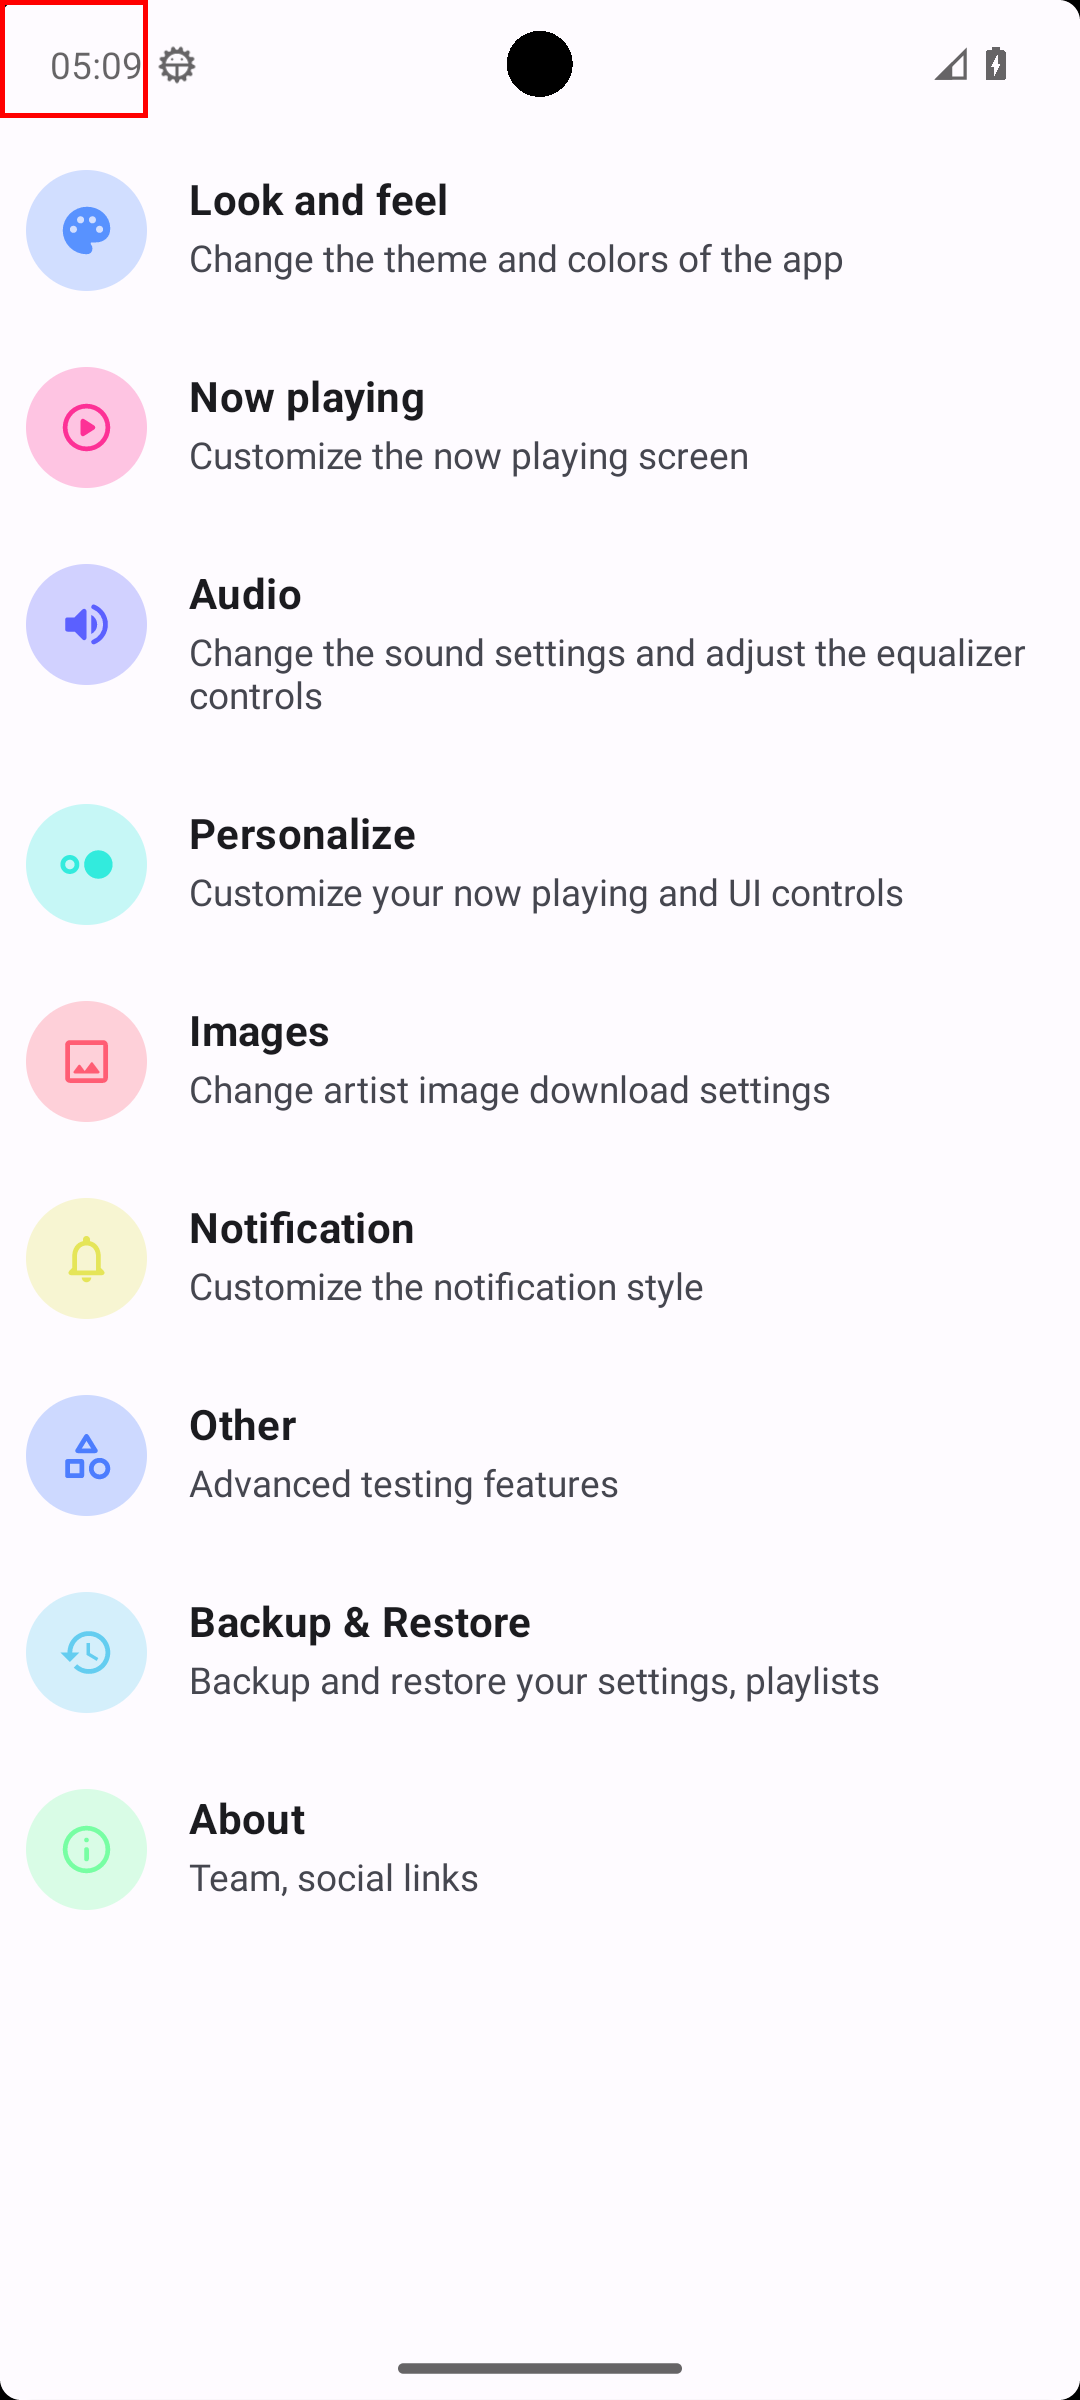 05:09
Look and feel
Change the theme and colors of the app
Now playing
Customize the now playing screen
Audio
Change the sound settings and adjust the equalizer
controls
Personalize
Customize your now playing and UI controls
Images
Change artist image download settings
Notification
Customize the notification style
Other
Advanced testing features
Backup & Restore
Backup and restore your settings, playlists
About
Team, social links